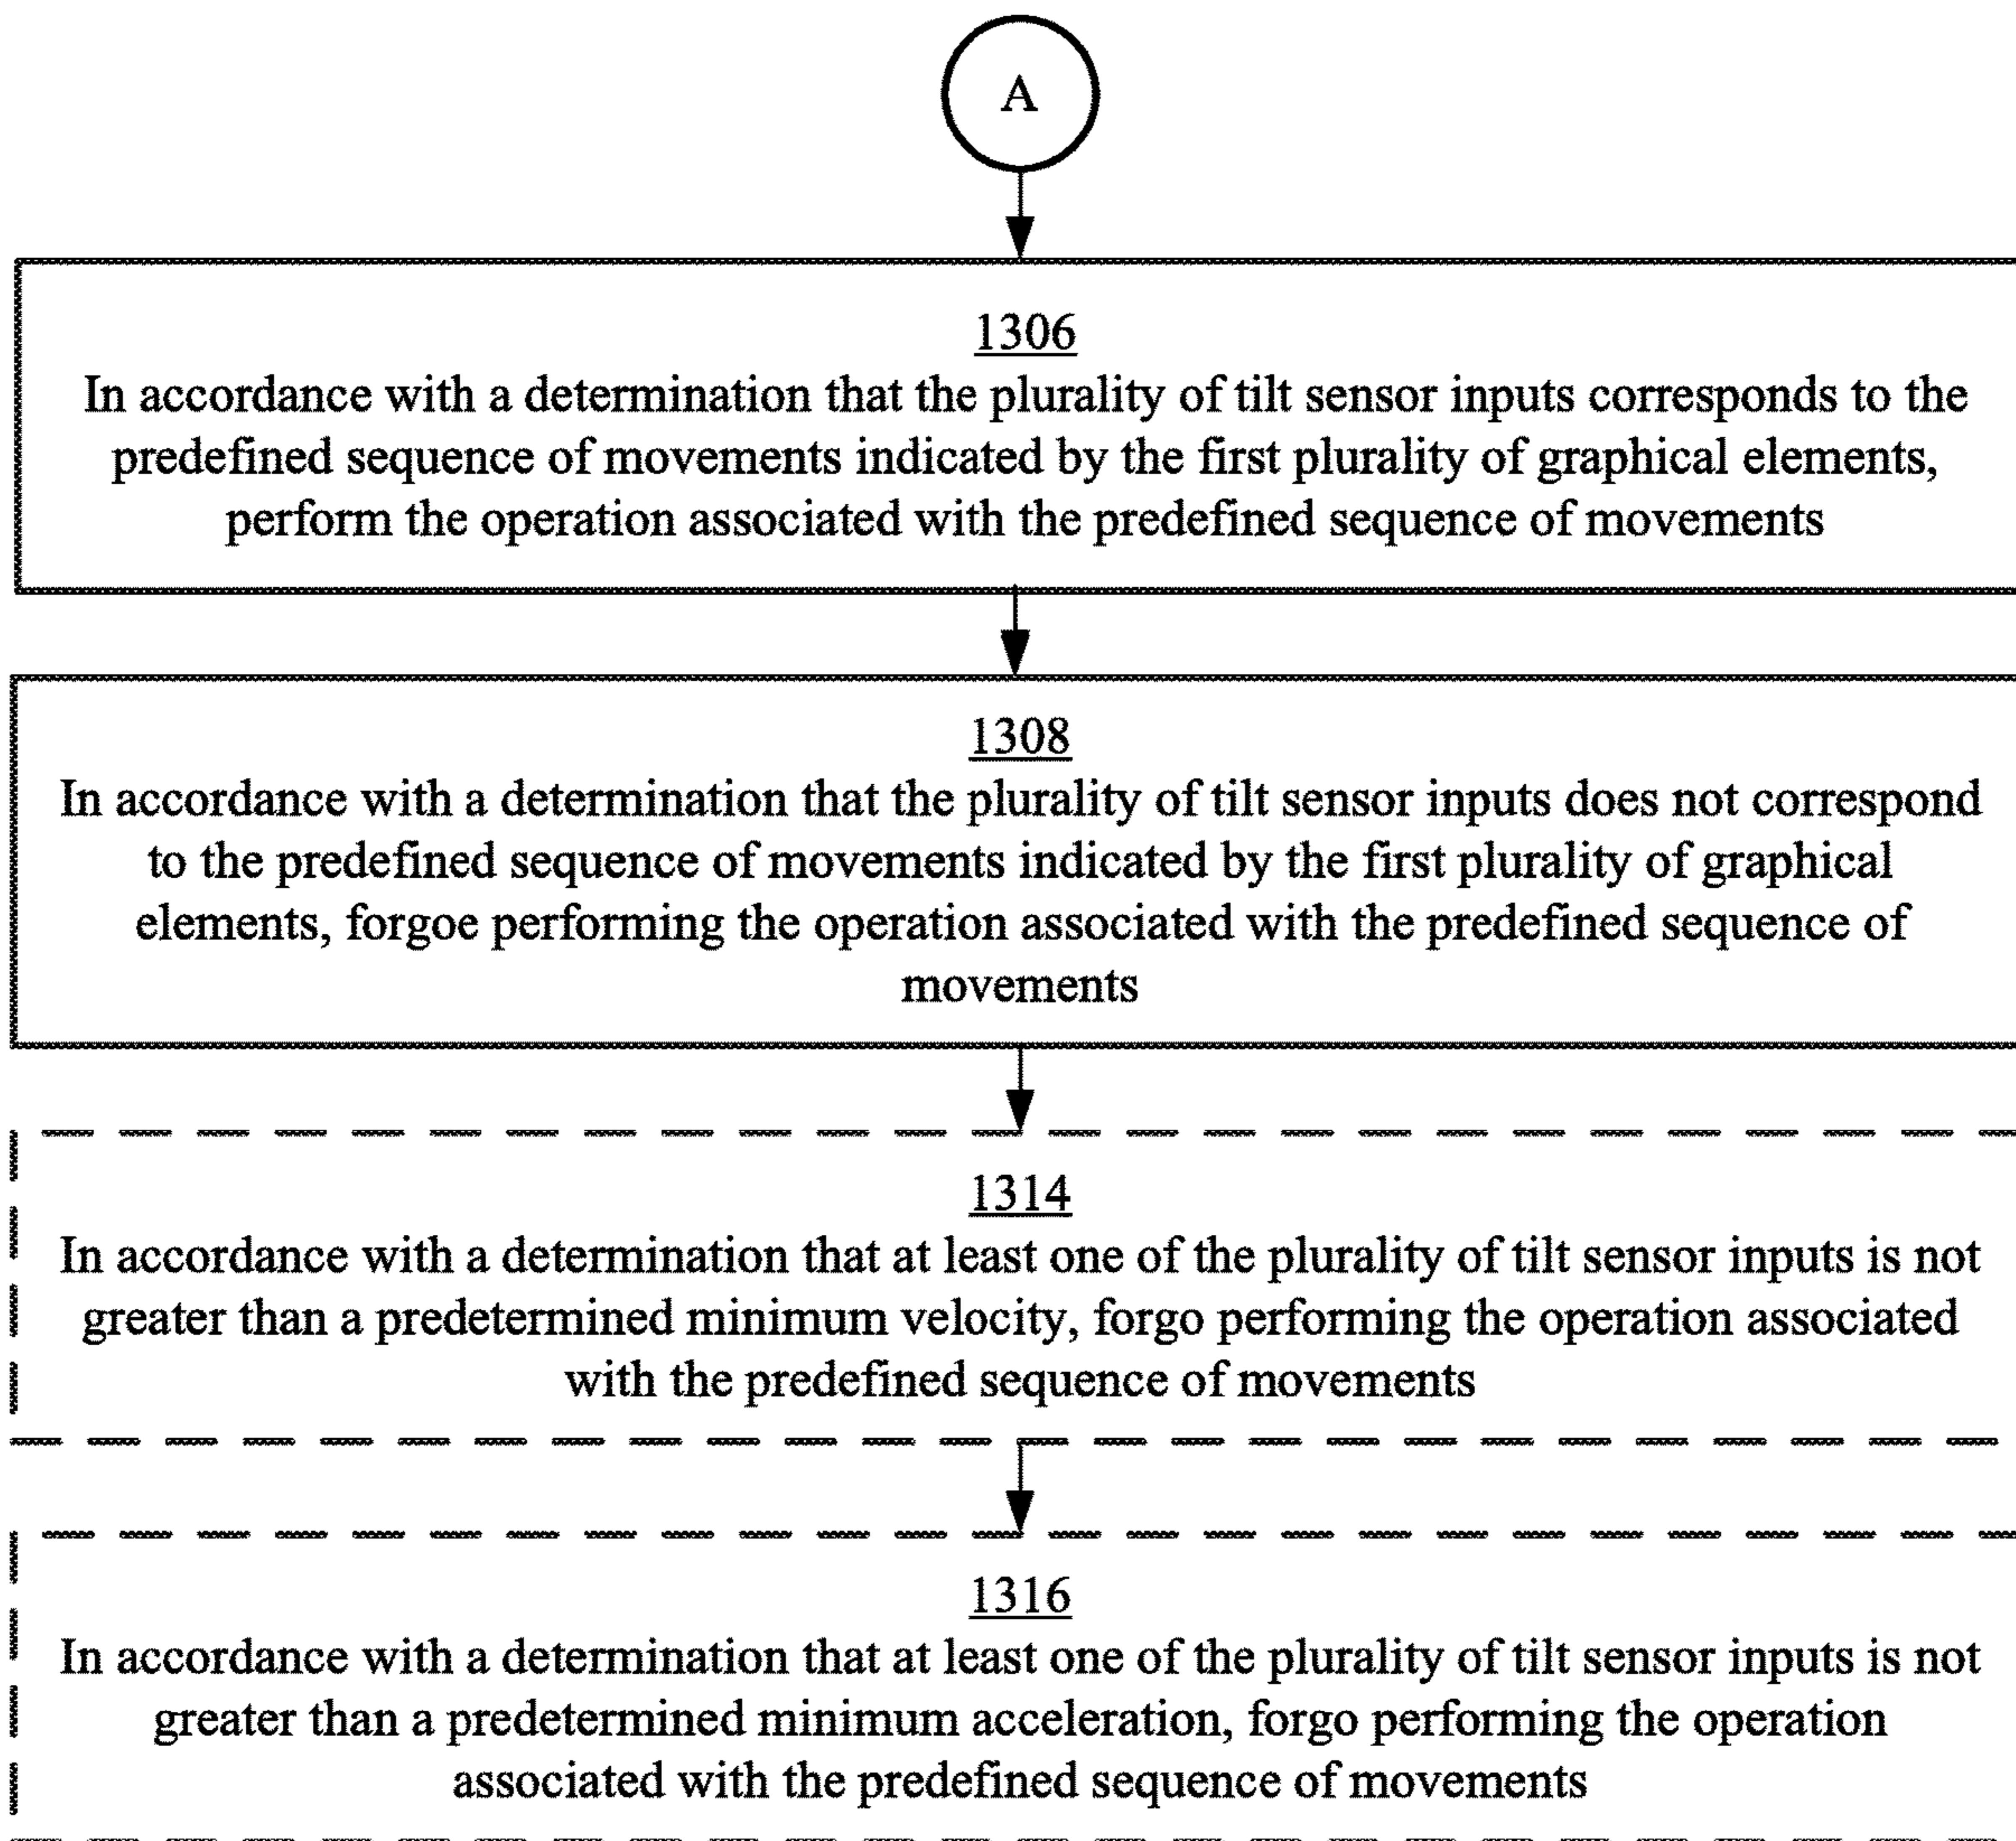 A
1306
In accordance with a determination that the plurality of tilt sensor inputs corresponds to the
predefined sequence of movements indicated by the first plurality of graphical elements,
perform the operation associated with the predefined sequence of movements
1308
In accordance with a determination that the plurality of tilt sensor inputs does not correspond
to the predefined sequence of movements indicated by the first plurality of graphical
elements, forgoe performing the operation associated with the predefined sequence of
movements
1314
In accordance with a determination that at least one of the plurality of tilt sensor inputs is not
greater than a predetermined minimum velocity, forgo performing the operation associated
with the predefined sequence of movements
1316
In accordance with a determination that at least one of the plurality of tilt sensor inputs is not
greater than a predetermined minimum acceleration, forgo performing the operation
associated with the predefined sequence of movements